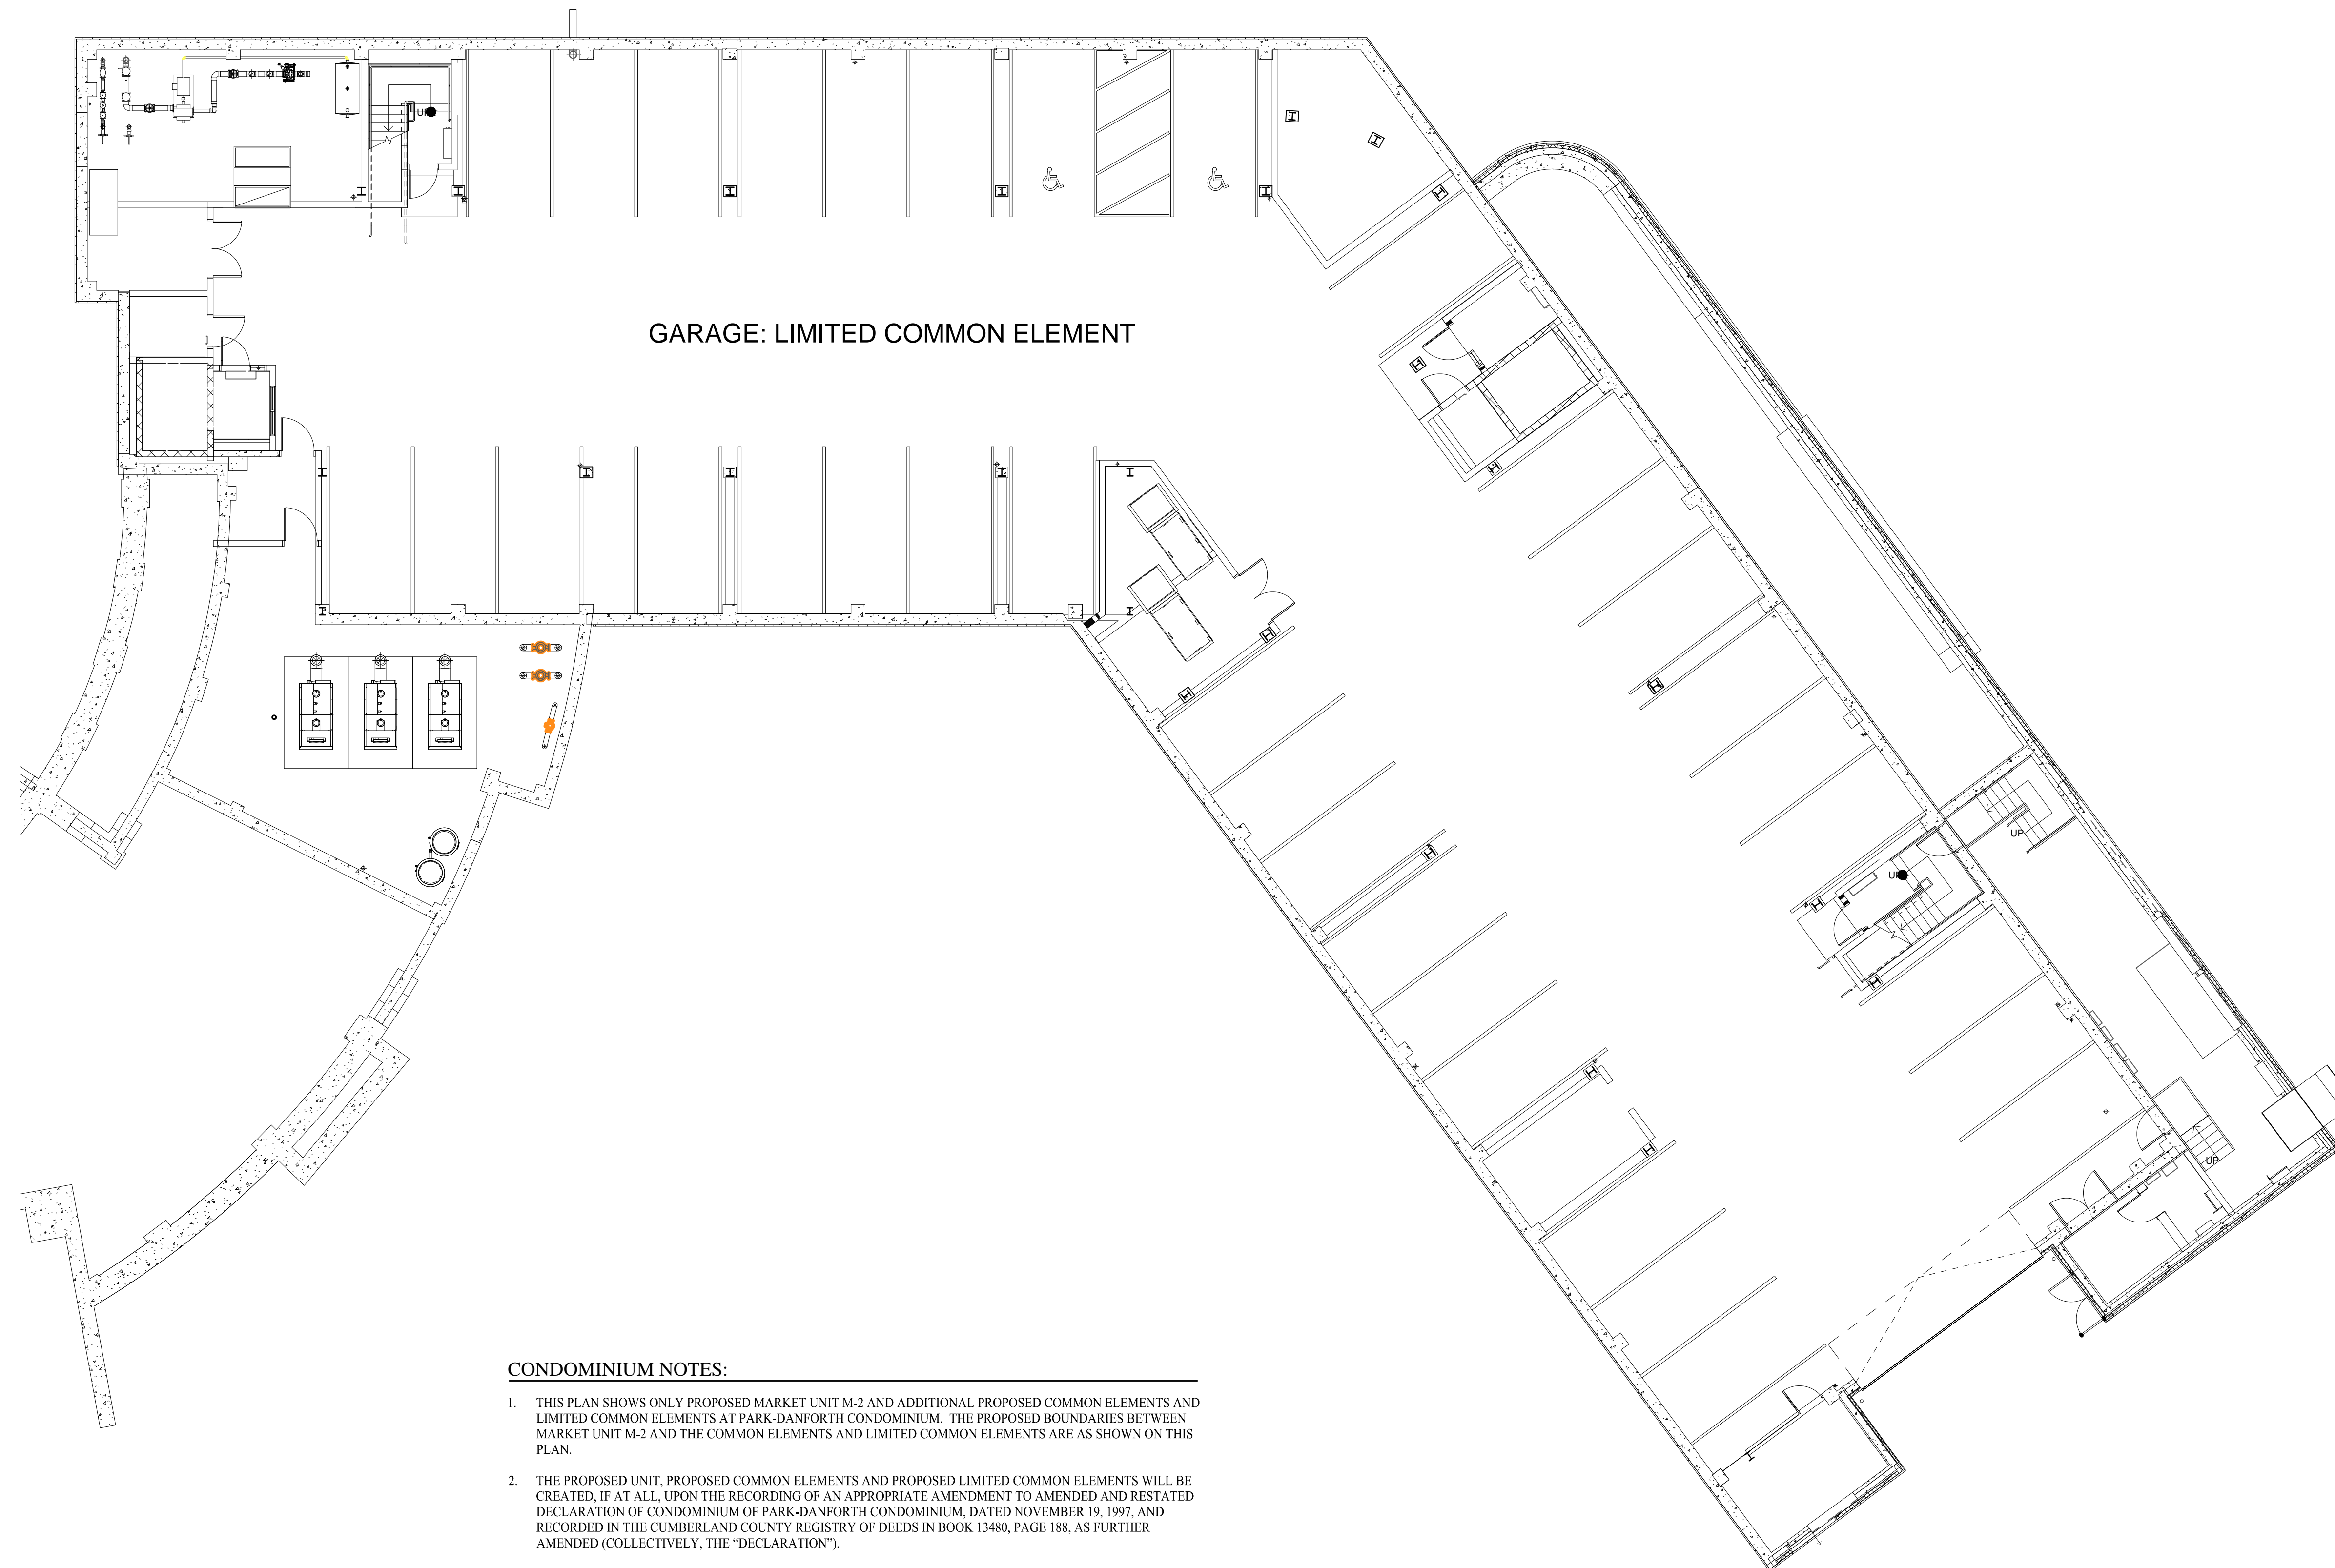 UP
GARAGE: LIMITED COMMON ELEMENT
UP
UP
UP
CONDOMINIUM NOTES:
1. THIS PLAN SHOWS ONLY PROPOSED MARKET UNIT M-2 AND ADDITIONAL PROPOSED COMMON ELEMENTS AND
LIMITED COMMON ELEMENTS AT PARK-DANFORTH CONDOMINIUM. THE PROPOSED BOUNDARIES BETWEEN
MARKET UNIT M-2 AND THE COMMON ELEMENTS AND LIMITED COMMON ELEMENTS ARE AS SHOWN ON THIS
PLAN.
2. THE PROPOSED UNIT, PROPOSED COMMON ELEMENTS AND PROPOSED LIMITED COMMON ELEMENTS WILL BE
CREATED, IF AT ALL, UPON THE RECORDING OF AN APPROPRIATE AMENDMENT TO AMENDED AND RESTATED
DECLARATION OF CONDOMINIUM OF PARK-DANFORTH CONDOMINIUM, DATED NOVEMBER 19, 1997, AND
RECORDED IN THE CUMBERLAND COUNTY REGISTRY OF DEEDS IN BOOK 13480, PAGE 188, AS FURTHER
AMENDED (COLLECTIVELY, THE “DECLARATION”).